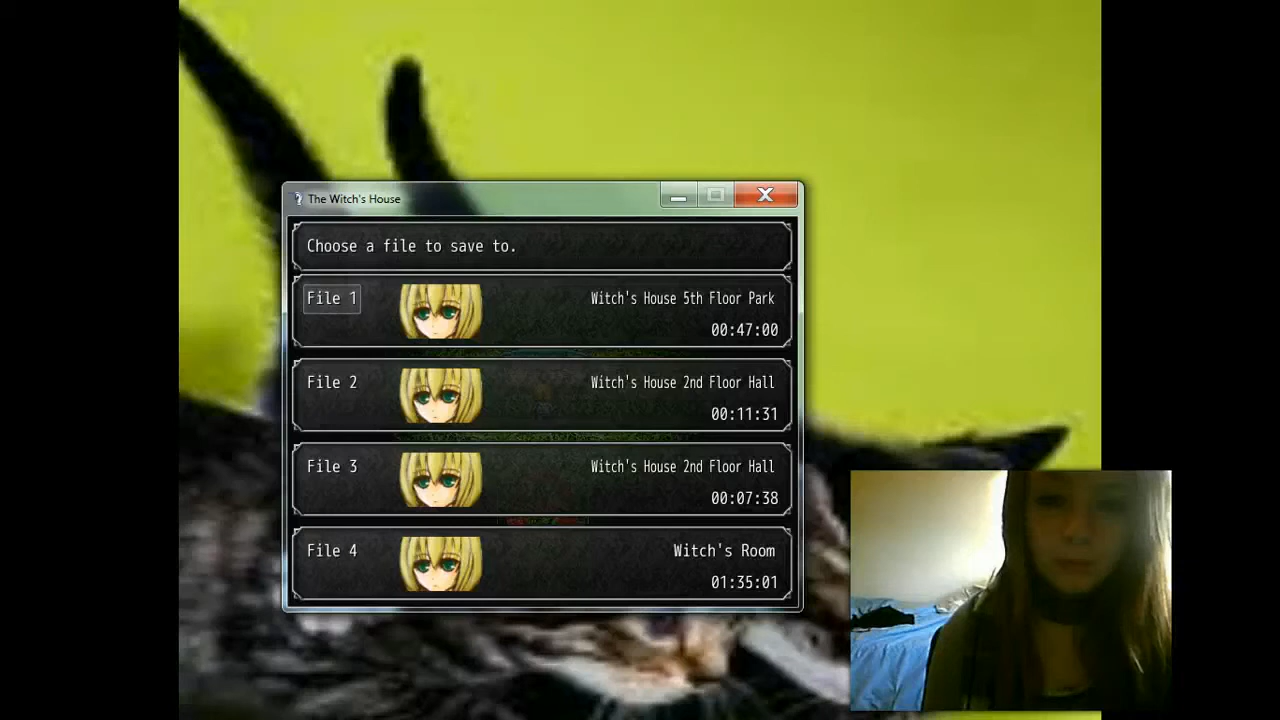 The Witch's House
Choose a file to save to.
File 1
Witch's House 5th Floor Park
00:47:00
File 2
Witch's House 2nd Floor Hall
00:11:31
File 3
Witch's House 2nd Floor Hall
00:07:38
File 4
Witch's Room
01:35:01